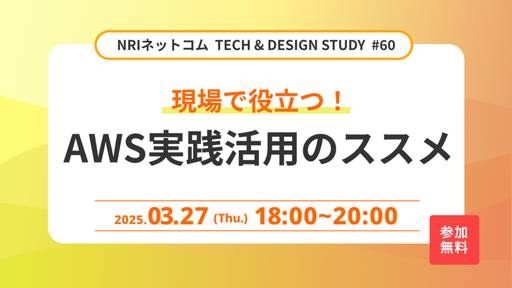 NRIネットコム TECH & DESIGN STUDY #60
現場で役立つ！
AWS実践活用のススメ
2025.03.27 (Thu.) 18:00~20:00
参加
無料